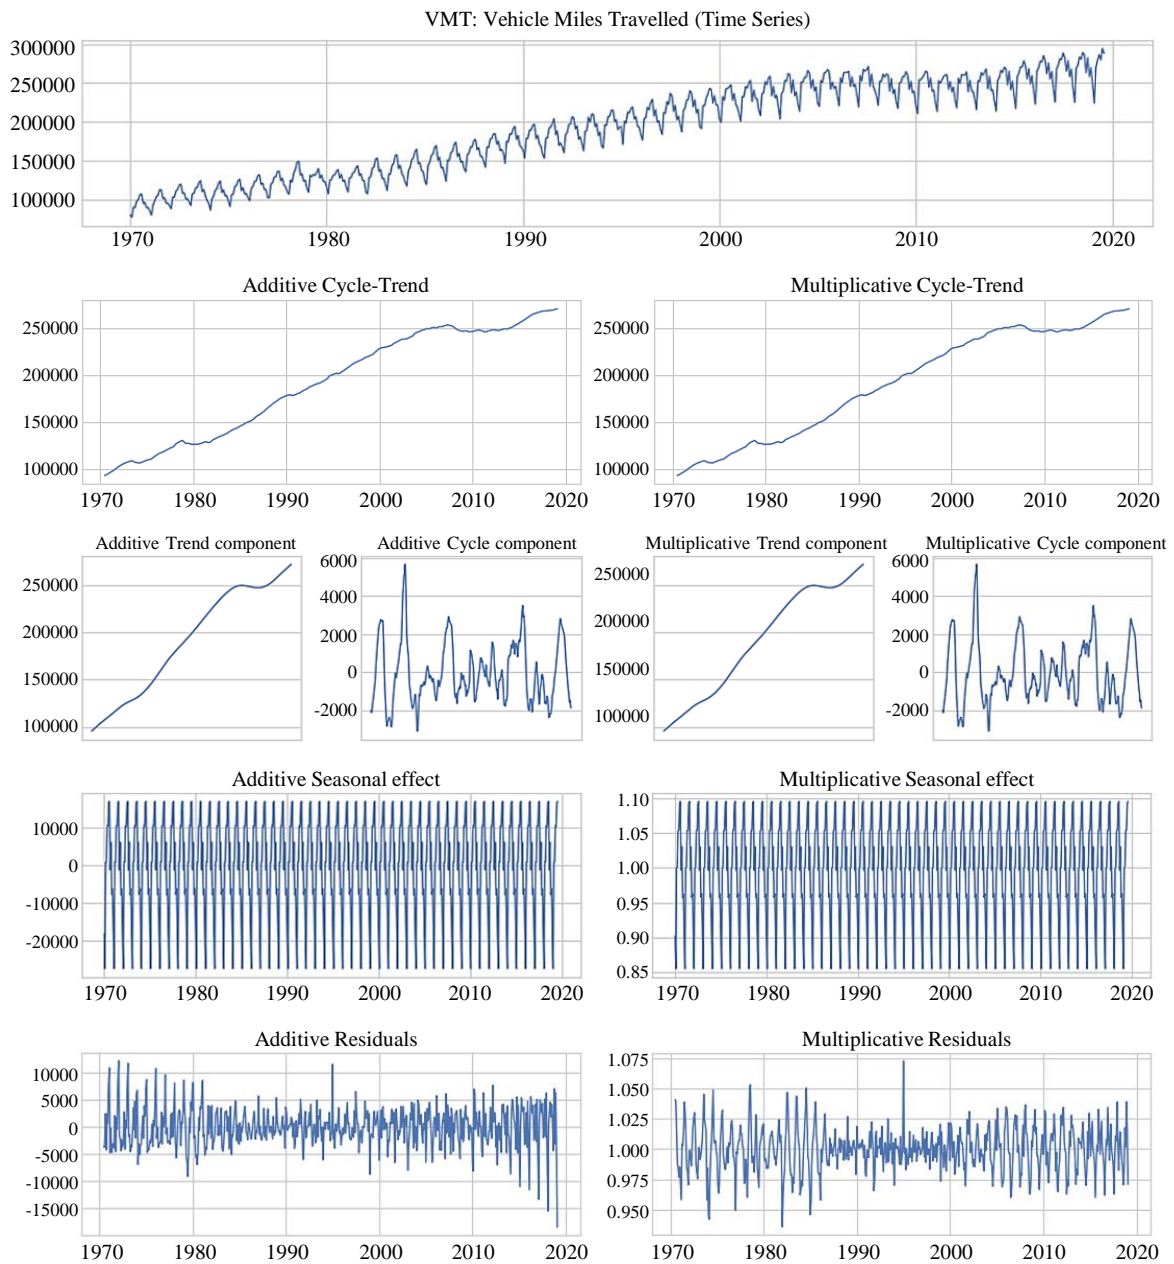 VMT: Vehicle Miles Travelled (Time Series)
300000
250000
200000
150000
100000
1970 1980 1990 2000 2010 2020
Additive Cycle-Trend Multiplicative Cycle-Trend
250000 250000
200000 200000
150000 150000
100000 100000
1970 1980 1990 2000 2010 2020 1970 1980 1990 2000 2010 2020
Additive Trend component Additive Cycle component Multiplicative Trend component Multiplicative Cycle component
250000 6000 250000 6000
200000 4000 200000 4000
150000 2000 150000 2000
100000 0 100000 0
-2000 -2000
Additive Seasonal effect Multiplicative Seasonal effect
10000 1.10
0 1.05
-10000 1.00
-20000 0.95
0.90
0.85
1970 1980 1990 2000 2010 2020 1970 1980 1990 2000 2010 2020
Additive Residuals Multiplicative Residuals
10000 1.075
5000 1.050
0 1.025
-5000 1.000
-10000 0.975
-15000 0.950
1970 1980 1990 2000 2010 2020 1970 1980 1990 2000 2010 2020